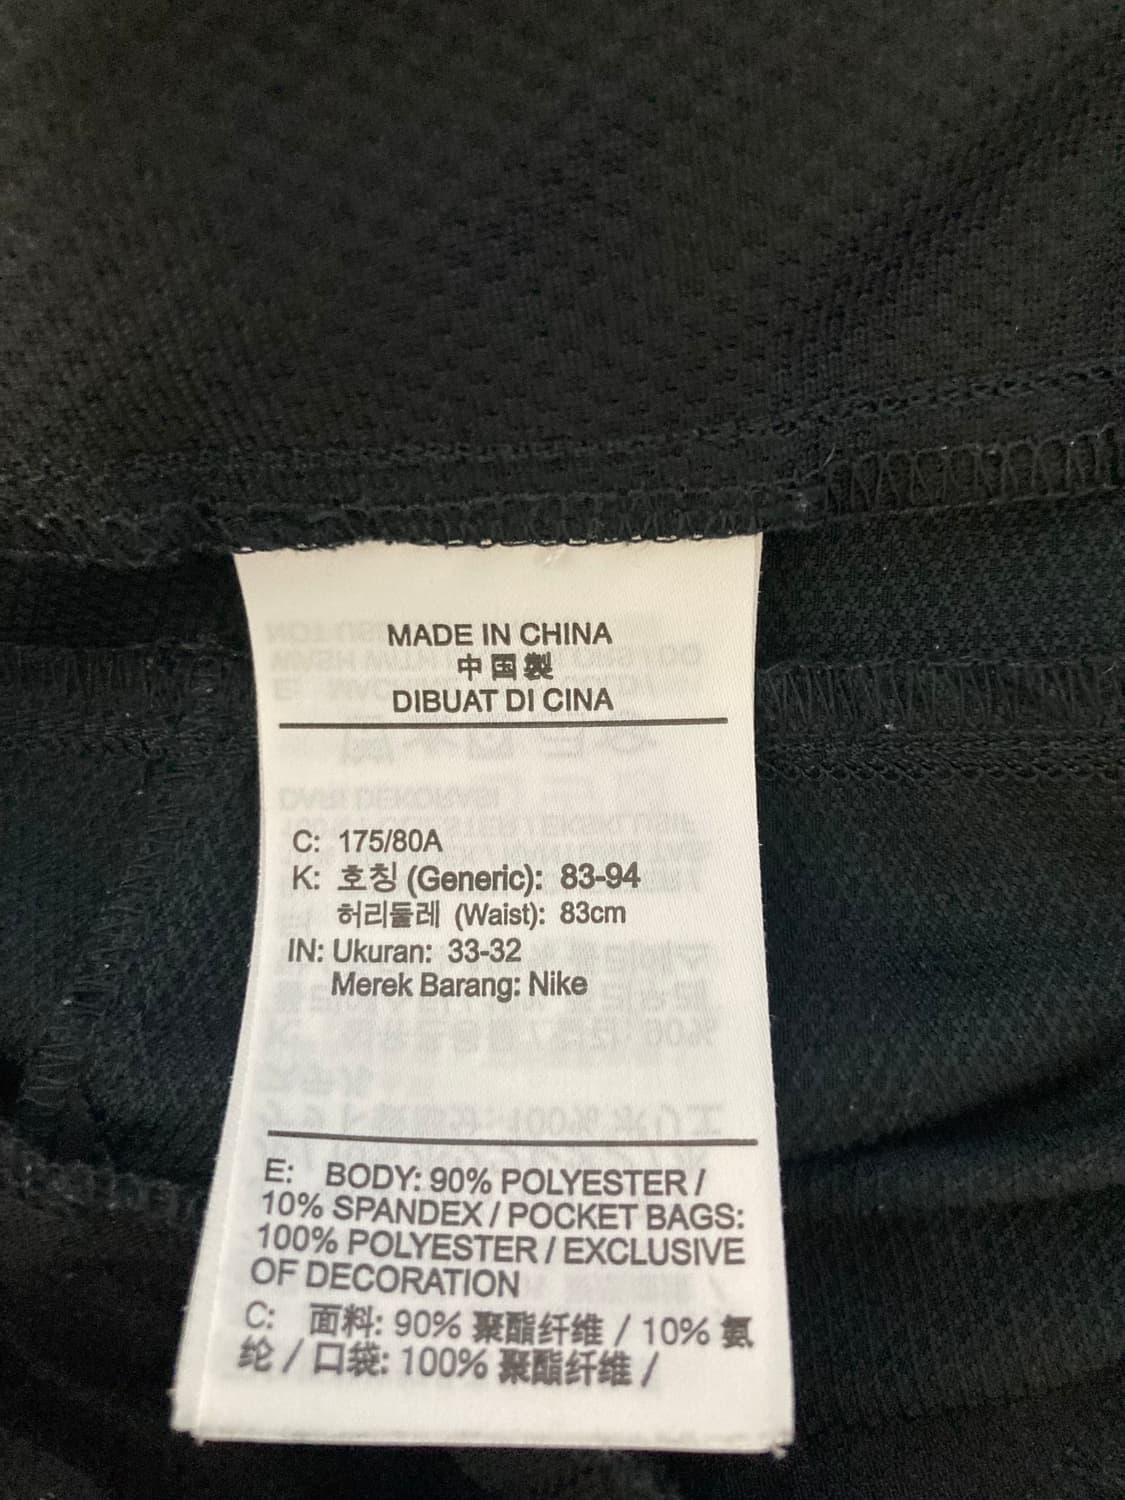 MADE IN CHINA
中国製
DIBUAT DI CINA
C: 175/80A
K: 호칭 (Generic): 83-94
허리둘레 (Waist): 83cm
IN: Ukuran: 33-32
Merek Barang: Nike
E: BODY: 90% POLYESTER /
10% SPANDEX / POCKET BAGS:
100% POLYESTER / EXCLUSIVE
OF DECORATION
C: 面料: 90% 聚酯纤维 / 10% 氨
纶 / 口袋: 100% 聚酯纤维 /